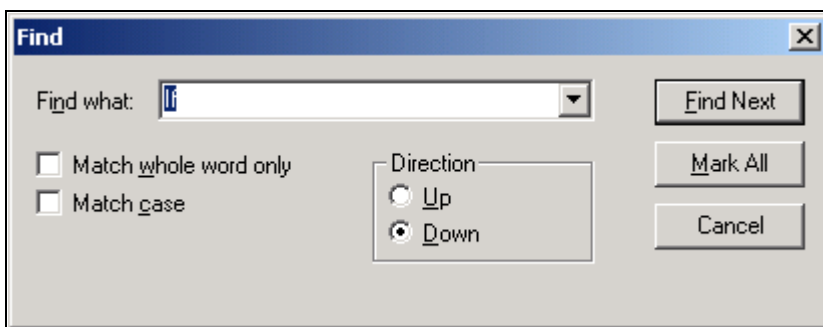 Find
Find what: If
Find Next
Match whole word only
Match case
Direction
Up
Down
Mark All
Cancel